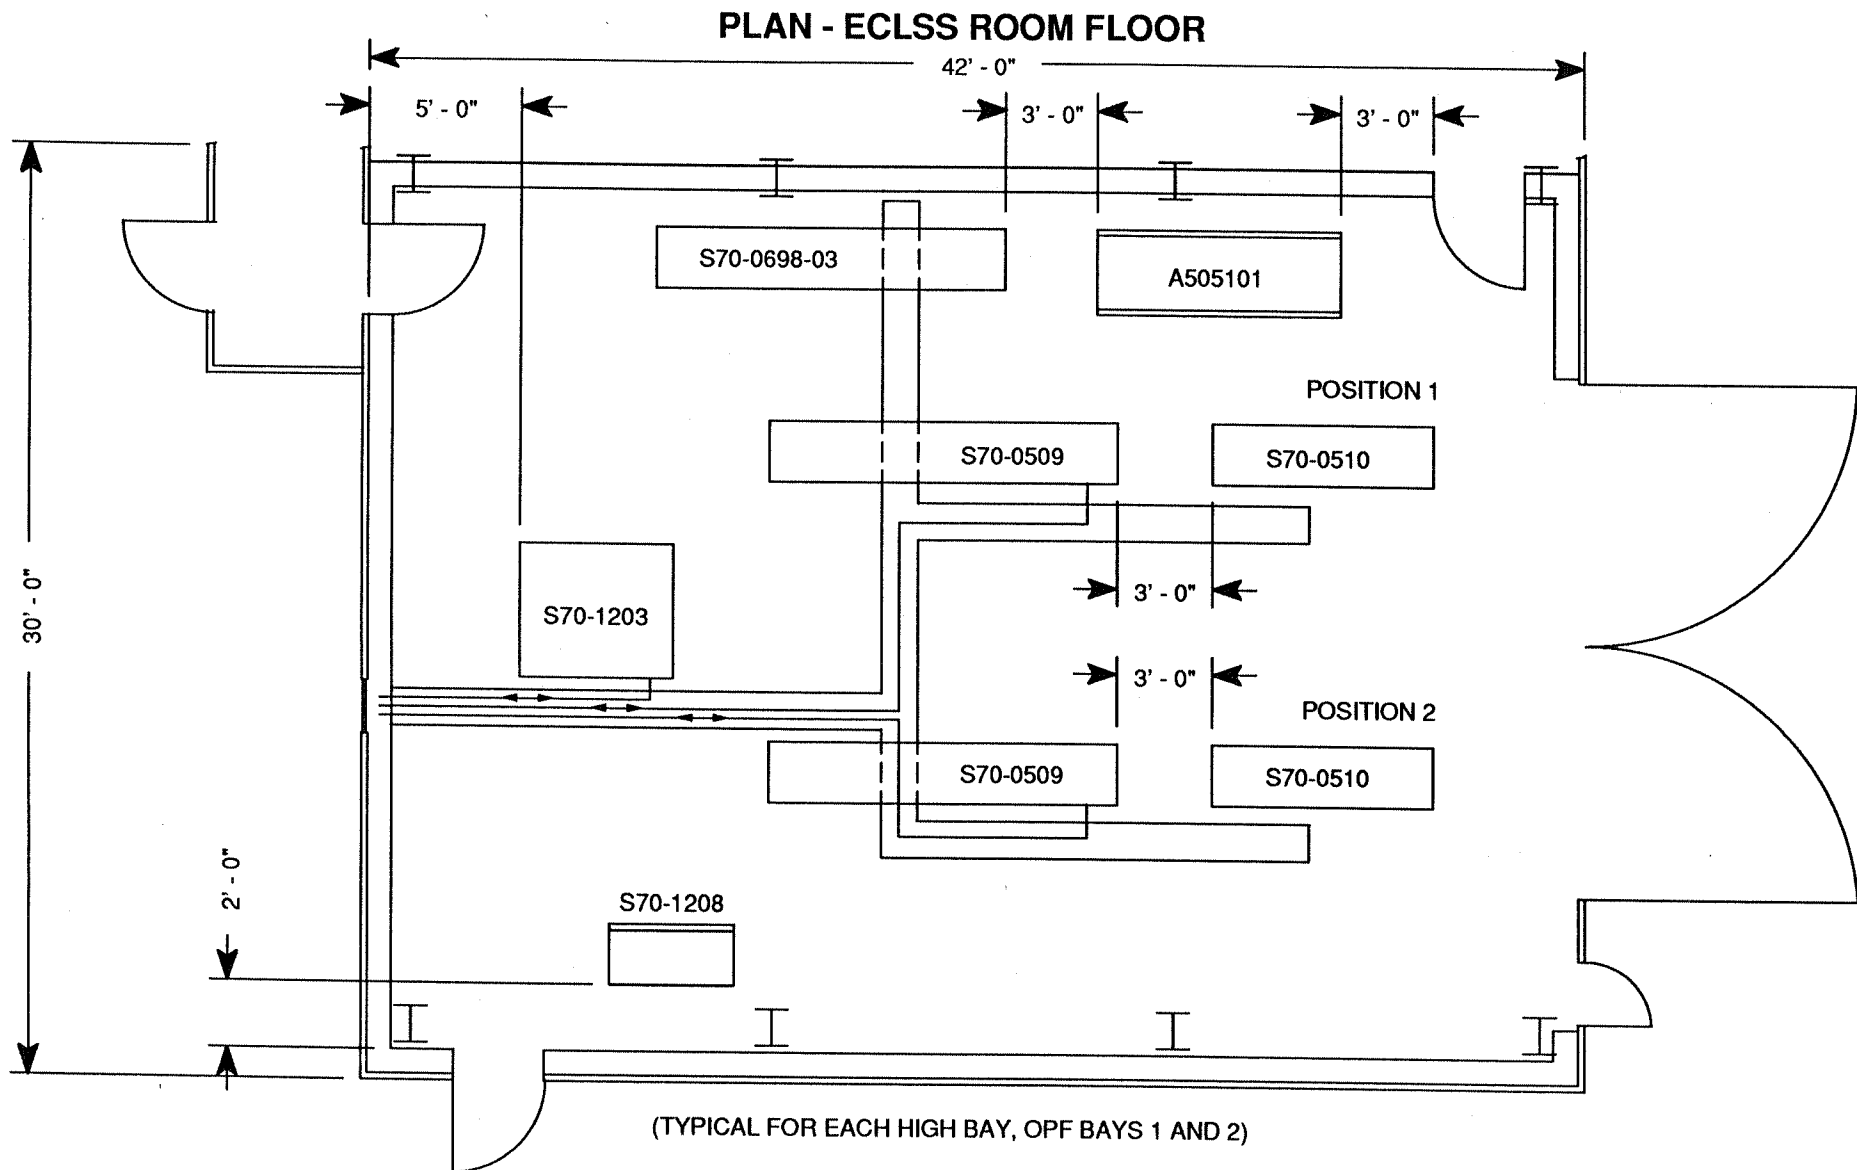 PLAN - ECLSS ROOM FLOOR
42' - 0"
5' - 0"
3' - 0"
3' - 0"
S70-0698-03
A505101
POSITION 1
S70-0509
S70-0510
30' - 0"
3' - 0"
S70-1203
3' - 0"
POSITION 2
S70-0509
S70-0510
2' - 0"
S70-1208
(TYPICAL FOR EACH HIGH BAY, OPF BAYS 1 AND 2)